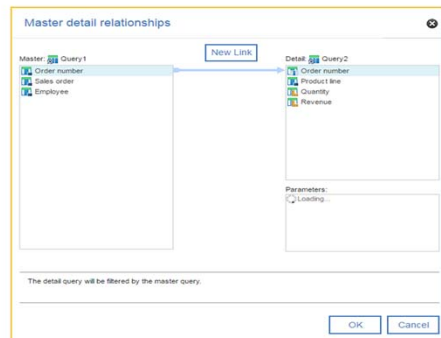 Master detail relationships
New Link
Master: Query1
Order number
Sales order
Employee
Detail: Query2
Order number
Product line
Quantity
Revenue
Parameters:
Loading...
The detail query will be filtered by the master query.
OK
Cancel